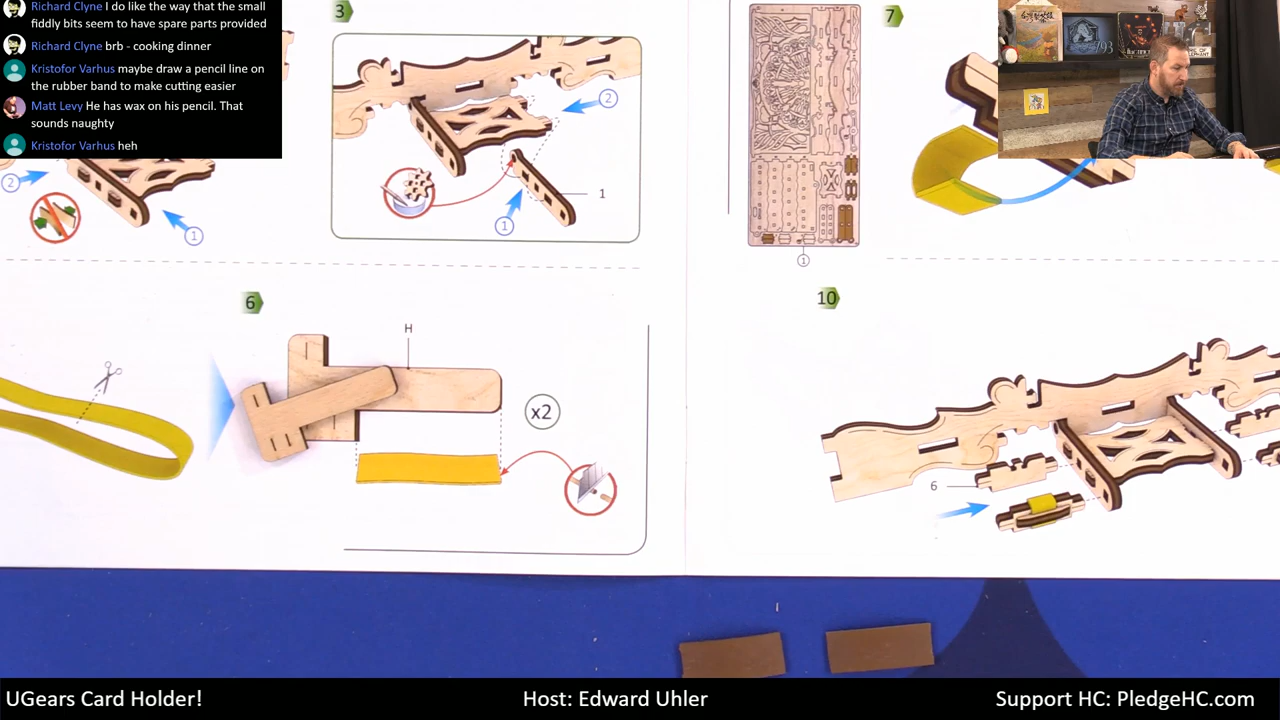 Richard Clyne I do like the way that the small
fiddly bits seem to have spare parts provided
Richard Clyne brb - cooking dinner
Kristofor Varhus maybe draw a pencil line on
the rubber band to make cutting easier
Matt Levy He has wax on his pencil. That
sounds naughty
Kristofor Varhus heh
3
7
2
1
2
1
1
1
6
H
x2
10
6
UGears Card Holder!
Host: Edward Uhler
Support HC: PledgeHC.com